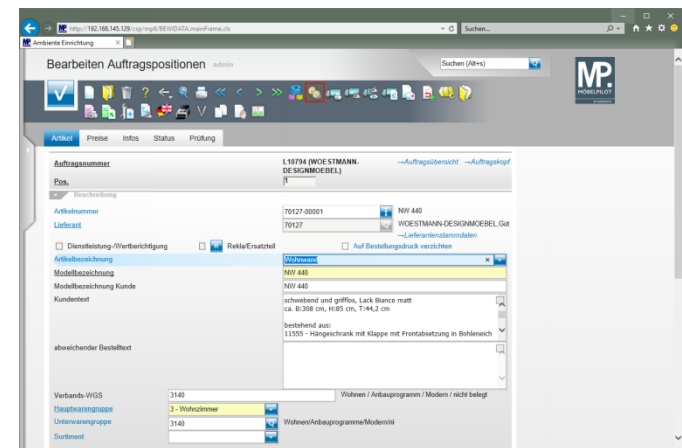 http://192.168.145.129/csp/mp6/BEWIDATA.mainFrame.cls
Suchen...
Ambiente Einrichtung
Bearbeiten Auftragspositionen admin
Suchen (Alt+s)
MP.
MÖBELPILOT
Artikel Preise Infos Status Prüfung
Auftragsnummer L10794 (WOESTMANN-DESIGNMOEBEL) →Auftragsübersicht →Auftragskopf
Pos. 1
Beschreibung
Artikelnummer 70127-00001 NW 440
Lieferant 70127 WOESTMANN-DESIGNMOEBEL,Güt
→Lieferantenstammdaten
Dienstleistung-/Wertberichtigung Rekla/Ersatzteil Auf Bestellungsdruck verzichten
Artikelbezeichnung Wohnwand
Modellbezeichnung NW 440
Modellbezeichnung Kunde NW 440
Kundentext schwebend und grifflos, Lack Bianco matt
ca. B:308 cm, H:85 cm, T:44,2 cm
bestehend aus:
11555 - Hängeschrank mit Klappe mit Frontabsetzung in Bohleneich
abweichender Bestelltext
Verbands-WGS 3140 Wohnen / Anbauprogramm / Modern / nicht belegt
Hauptwarengruppe 3 - Wohnzimmer
Unterwarengruppe 3140 Wohnen/Anbauprogramme/Modern/ni
Sortiment